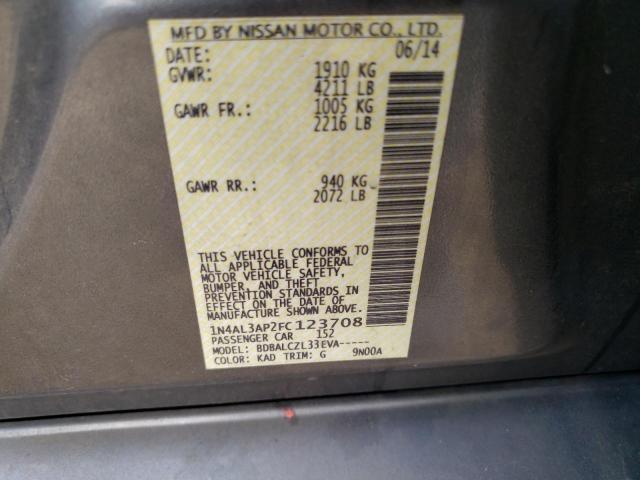 MFD BY NISSAN MOTOR CO., LTD.
DATE: 06/14
GVWR: 1910 KG
4211 LB
GAWR FR.: 1005 KG
2216 LB
GAWR RR.: 940 KG
2072 LB
THIS VEHICLE CONFORMS TO
ALL APPLICABLE FEDERAL
MOTOR VEHICLE SAFETY,
BUMPER, AND THEFT
PREVENTION STANDARDS IN
EFFECT ON THE DATE OF
MANUFACTURE SHOWN ABOVE.
1N4AL3AP2FC123708
PASSENGER CAR 152
MODEL: BDBALCZL33EVA-----
COLOR: KAD TRIM: G 9N00A